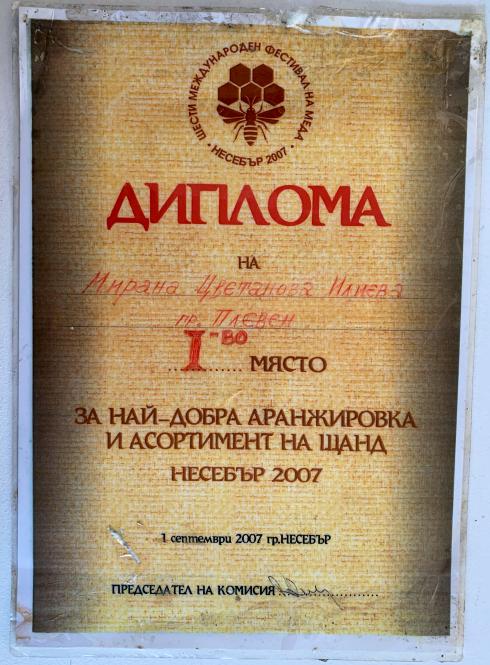 ШЕСТИ МЕЖДУНАРОДЕН ФЕСТИВАЛ НА МЕДА
• НЕСЕБЪР 2007 •
ДИПЛОМА
НА
Мирана Цветанова Илиева
гр. Плевен
I-ВО МЯСТО
ЗА НАЙ-ДОБРА АРАНЖИРОВКА
И АСОРТИМЕНТ НА ЩАНД
НЕСЕБЪР 2007
1 септември 2007 гр.НЕСЕБЪР
ПРЕДСЕДАТЕЛ НА КОМИСИЯ